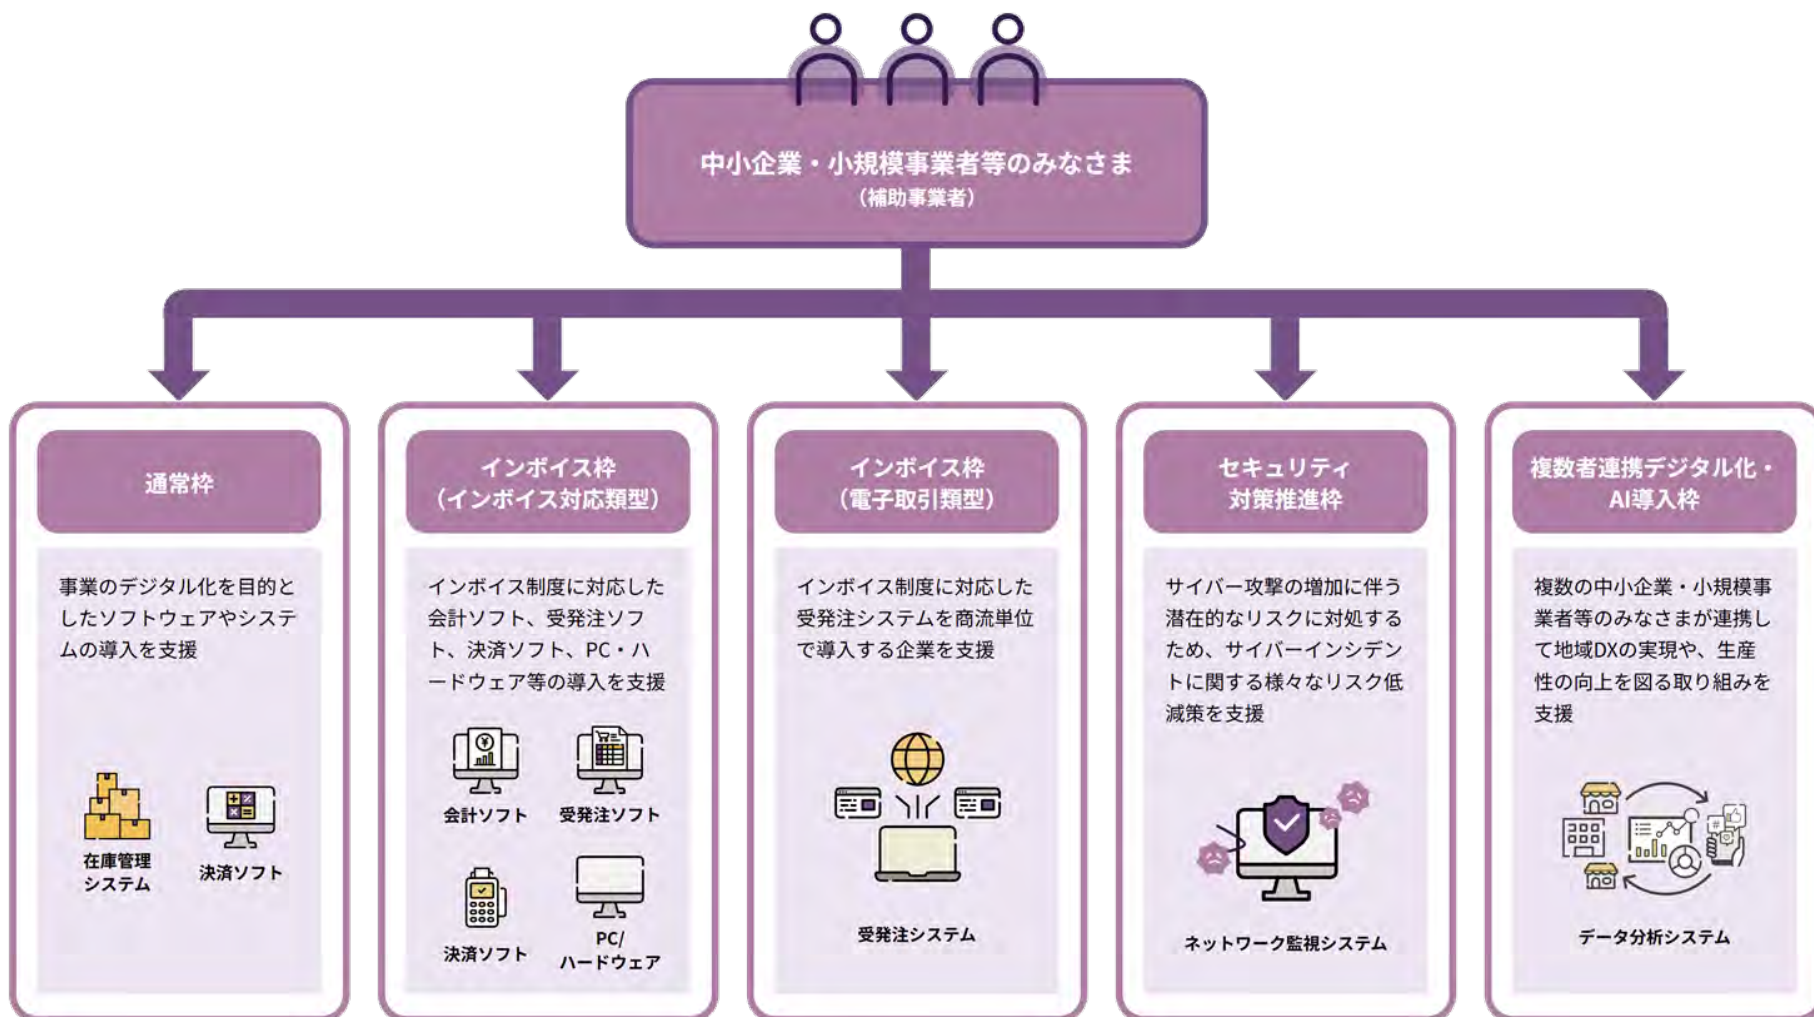 中小企業・小規模事業者等のみなさま
（補助事業者）
通常枠
事業のデジタル化を目的と
したソフトウェアやシステ
ムの導入を支援
在庫管理
システム
決済ソフト
インボイス枠
（インボイス対応類型）
インボイス制度に対応した
会計ソフト、受発注ソフ
ト、決済ソフト、PC・ハ
ードウェア等の導入を支援
会計ソフト
受発注ソフト
決済ソフト
PC/
ハードウェア
インボイス枠
（電子取引類型）
インボイス制度に対応した
受発注システムを商流単位
で導入する企業を支援
受発注システム
セキュリティ
対策推進枠
サイバー攻撃の増加に伴う
潜在的なリスクに対処する
ため、サイバーインシデン
トに関する様々なリスク低
減策を支援
ネットワーク監視システム
複数者連携デジタル化・
AI導入枠
複数の中小企業・小規模事
業者等のみなさまが連携し
て地域DXの実現や、生産
性の向上を図る取り組みを
支援
データ分析システム